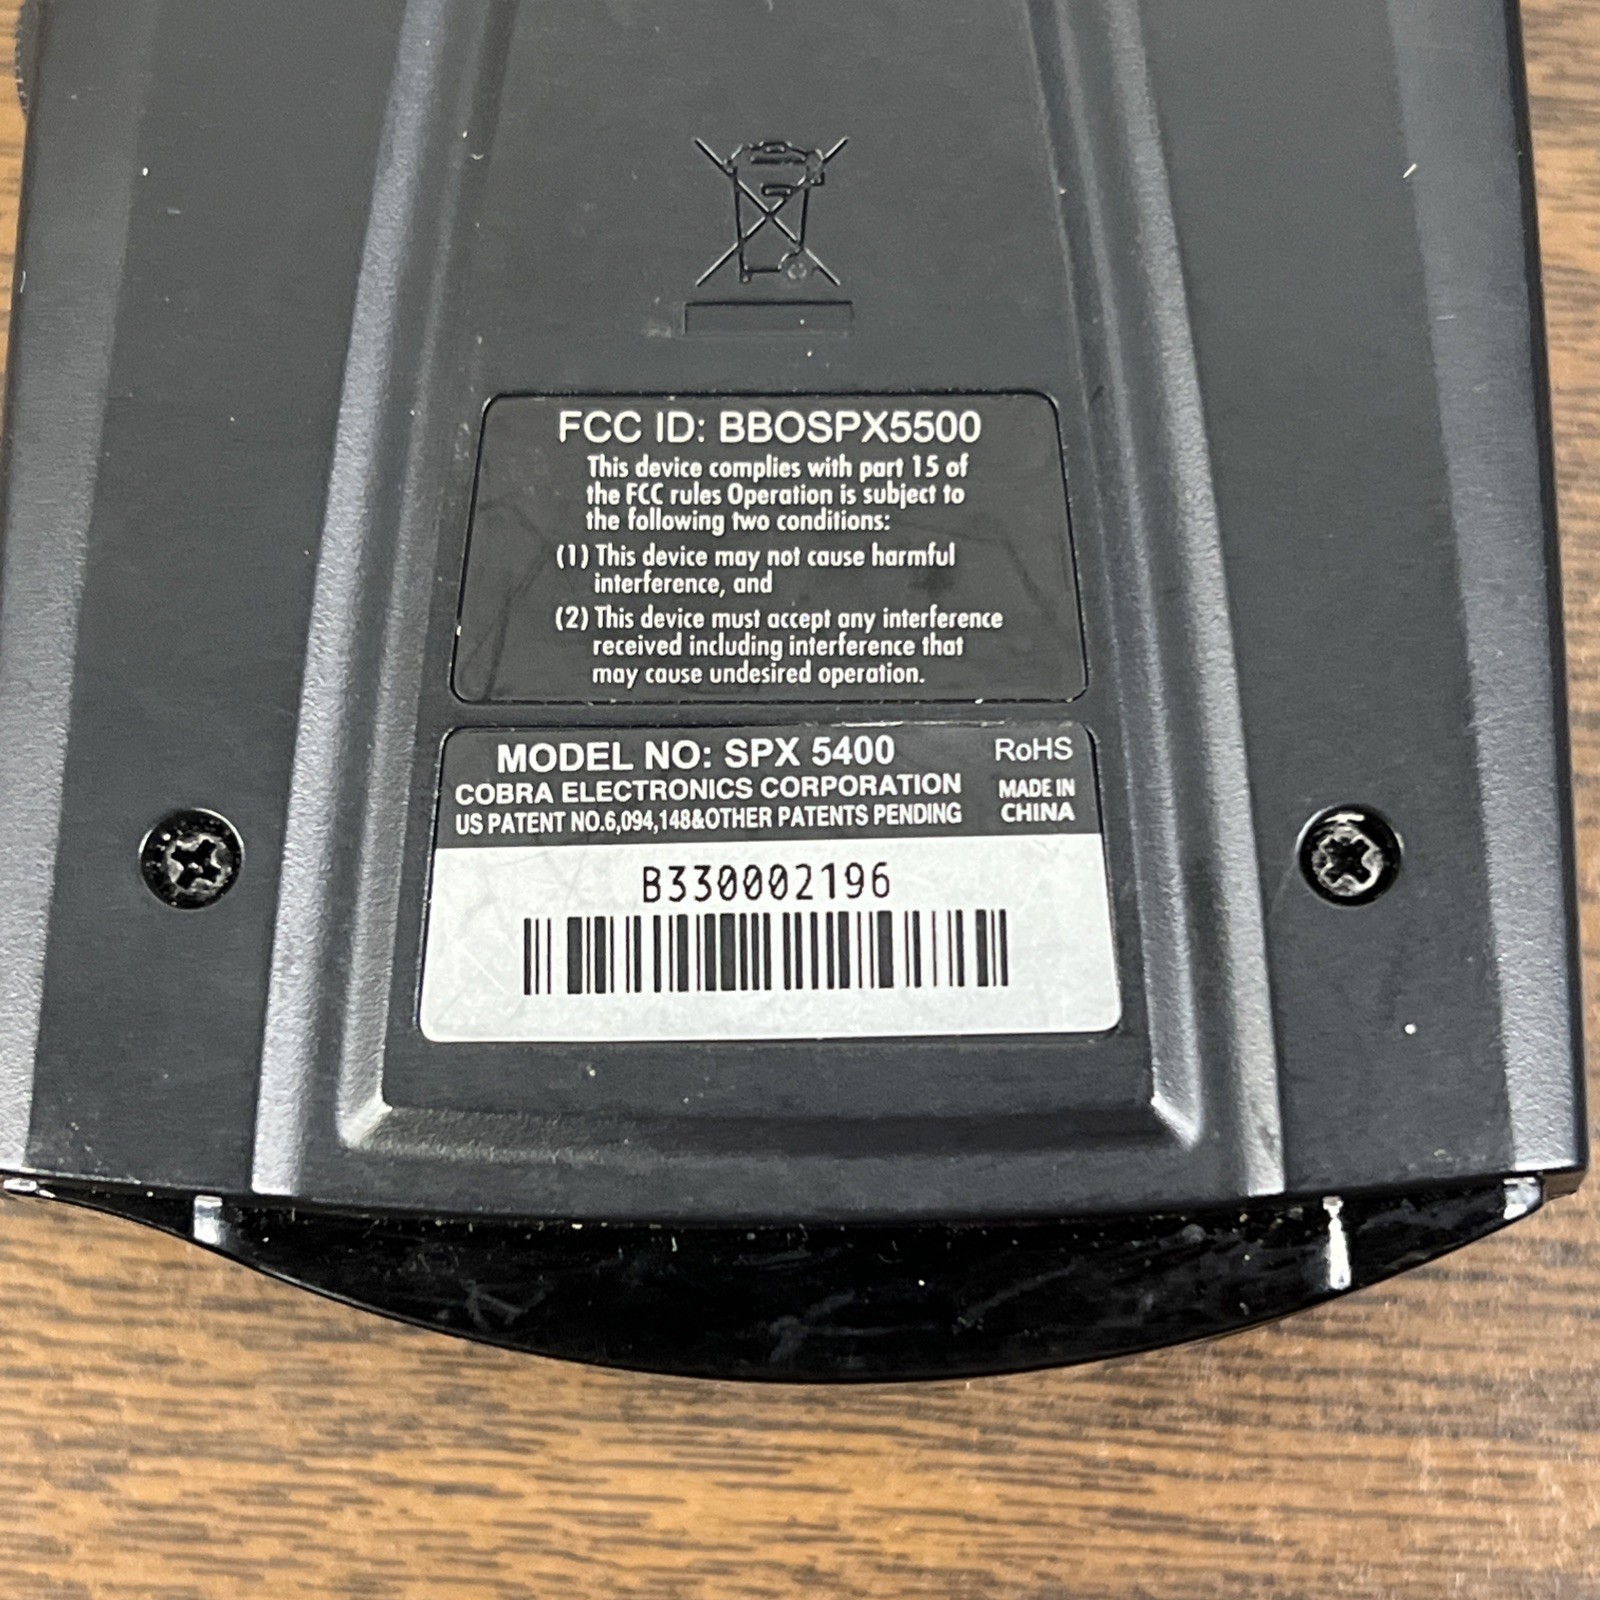 FCC ID: BBOSPX5500
This device complies with part 15 of
the FCC rules Operation is subject to
the following two conditions:
(1) This device may not cause harmful
interference, and
(2) This device must accept any interference
received including interference that
may cause undesired operation.
MODEL NO: SPX 5400 RoHS
COBRA ELECTRONICS CORPORATION MADE IN
US PATENT NO.6,094,148&OTHER PATENTS PENDING CHINA
B330002196